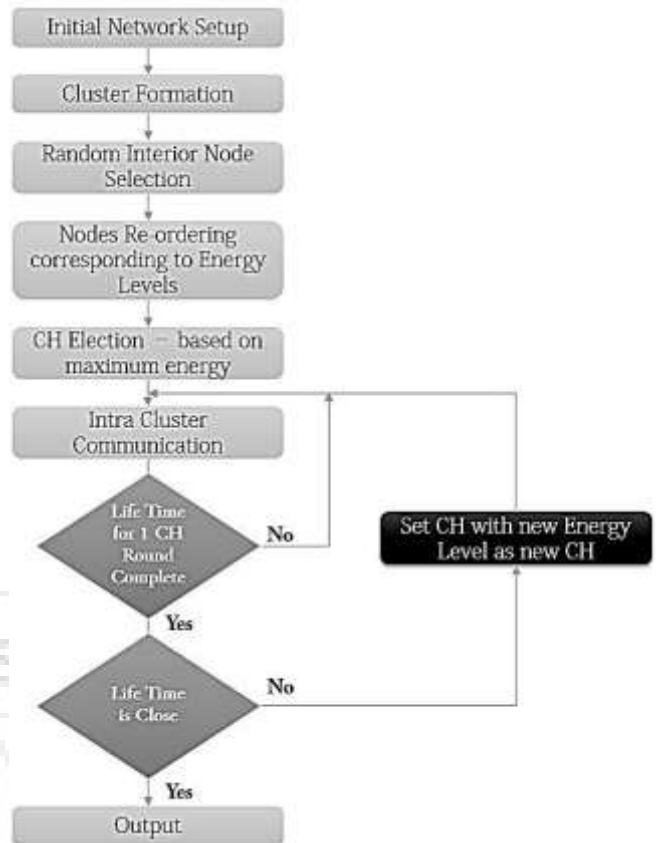 Initial Network Setup
Cluster Formation
Random Interior Node
Selection
Nodes Re-ordering
corresponding to Energy
Levels
CH Election – based on
maximum energy
Intra Cluster
Communication
Life Time
for 1 CH
Round
Complete
No
Set CH with new Energy
Level as new CH
Yes
Life Time
is Close
No
Yes
Output